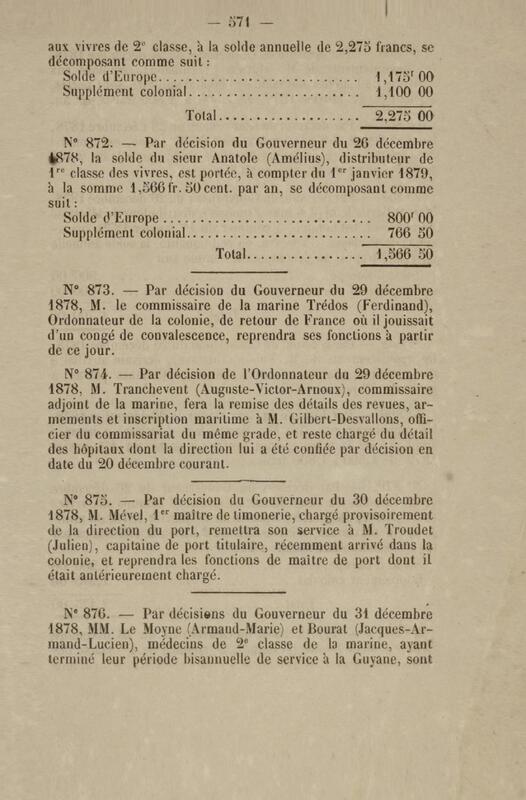 — 571 —
aux vivres de 2e classe, à la solde annuelle de 2,275 francs, se
décomposant comme suit :
Solde d'Europe.............................. 1,175f 00
Supplément colonial......................... 1,100 00
Total.................... 2,275 00
N° 872. — Par décision du Gouverneur du 26 décembre
1878, la solde du sieur Anatole (Amélius), distributeur de
1re classe des vivres, est portée, à compter du 1er janvier 1879,
à la somme 1,566 fr. 50 cent. par an, se décomposant comme
suit :
Solde d'Europe .............................. 800f 00
Supplément colonial......................... 766 50
Total................ 1,566 50
N° 873. — Par décision du Gouverneur du 29 décembre
1878, M. le commissaire de la marine Trédos (Ferdinand),
Ordonnateur de la colonie, de retour de France où il jouissait
d'un congé de convalescence, reprendra ses fonctions à partir
de ce jour.
N° 874. — Par décision de l'Ordonnateur du 29 décembre
1878, M. Tranchevent (Auguste-Victor-Arnoux), commissaire
adjoint de la marine, fera la remise des détails des revues, ar-
mements et inscription maritime à M. Gilbert-Desvallons, offi-
cier du commissariat du même grade, et reste chargé du détail
des hôpitaux dont la direction lui a été confiée par décision en
date du 20 décembre courant.
N° 875. — Par décision du Gouverneur du 30 décembre
1878, M. Mével, 1er maître de timonerie, chargé provisoirement
de la direction du port, remettra son service à M. Troudet
(Julien), capitaine de port titulaire, récemment arrivé dans la
colonie, et reprendra les fonctions de maître de port dont il
était antérieurement chargé.
N° 876. — Par décisions du Gouverneur du 31 décembre
1878, MM. Le Moyne (Armand-Marie) et Bourat (Jacques-Ar-
mand-Lucien), médecins de 2e classe de la marine, ayant
terminé leur période bisannuelle de service à la Guyane, sont